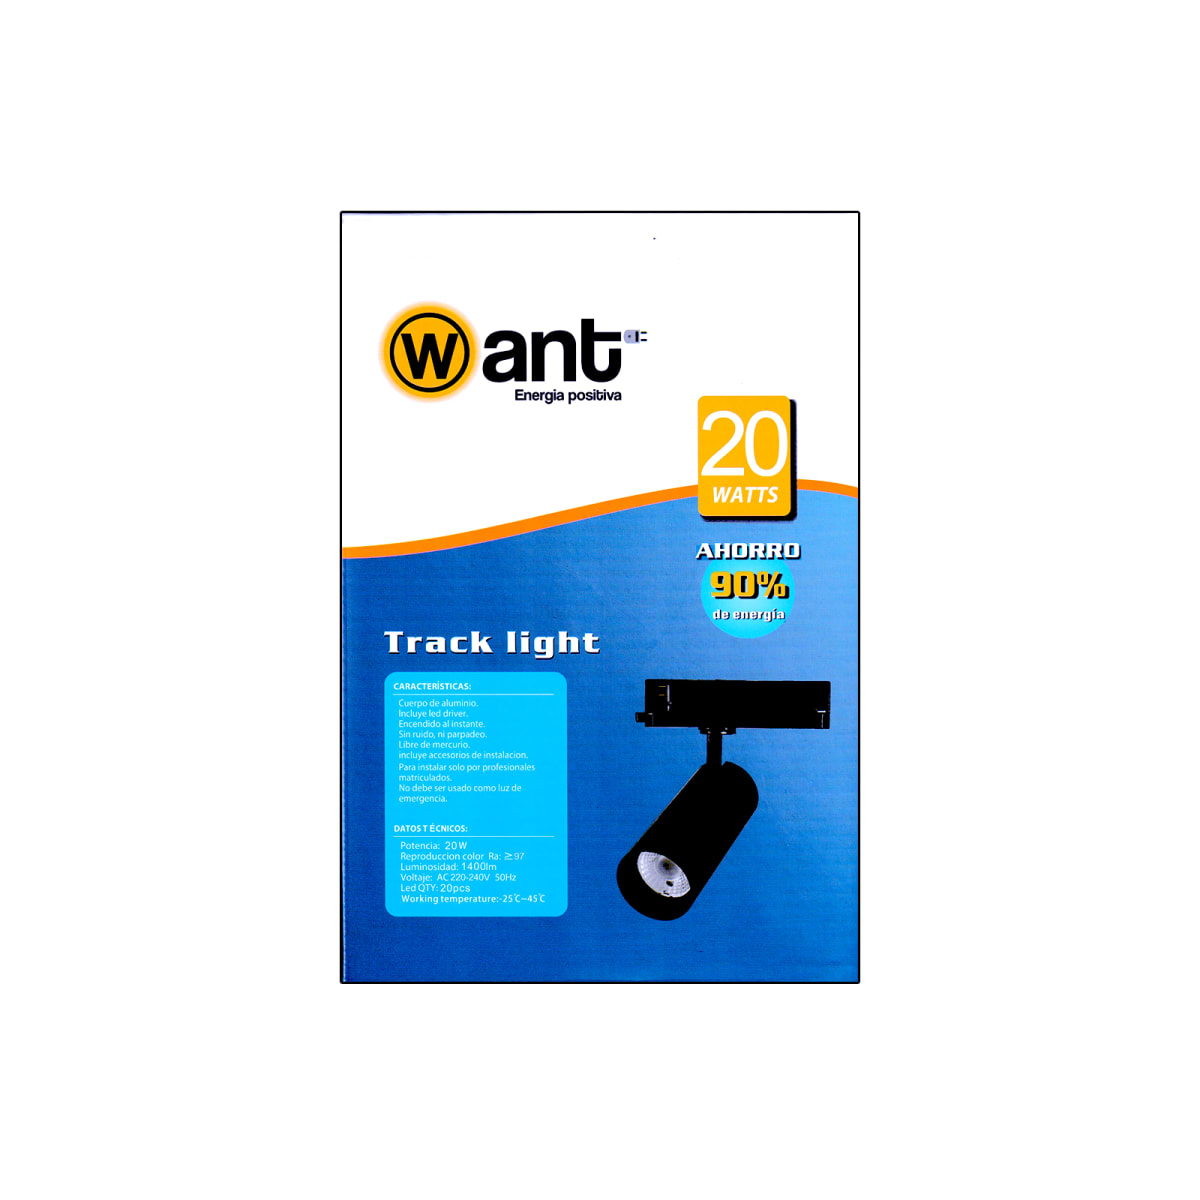 Want
Energia positiva
20
WATTS
AHORRO
90%
de energía
Track light
CARACTERÍSTICAS:
Cuerpo de aluminio.
Incluye led driver.
Encendido al instante.
Sin ruido, ni parpadeo.
Libre de mercurio.
incluye accesorios de instalacion.
Para instalar solo por profesionales
matriculados.
No debe ser usado como luz de
emergencia.
DATOS T ÉCNICOS:
Potencia: 20W
Reproduccion color Ra: ≥97
Luminosidad: 1400lm
Voltaje: AC 220-240V 50Hz
Led QTY: 20pcs
Working temperature:-25℃~45℃